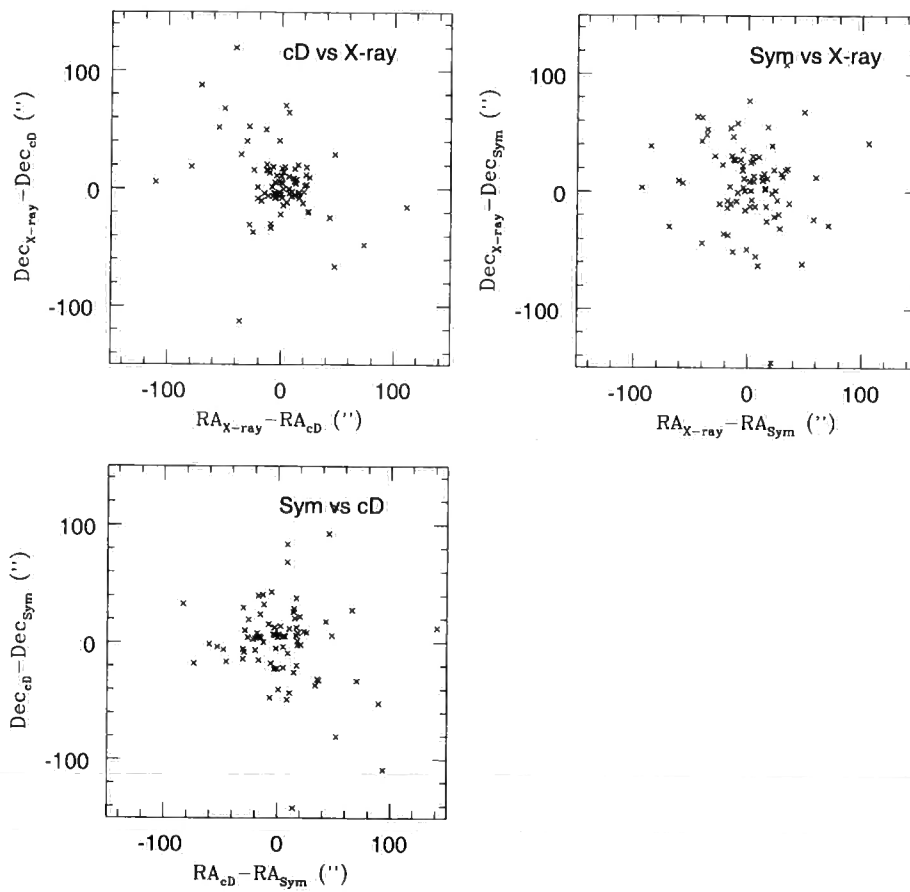 cD vs X-ray
100
0
-100
Dec_X-ray−Dec_cD (″)
-100 0 100
RA_X-ray−RA_cD (″)
Sym vs X-ray
100
0
-100
Dec_X-ray−Dec_Sym (″)
-100 0 100
RA_X-ray−RA_Sym (″)
Sym vs cD
100
0
-100
Dec_cD−Dec_Sym (″)
-100 0 100
RA_cD−RA_Sym (″)